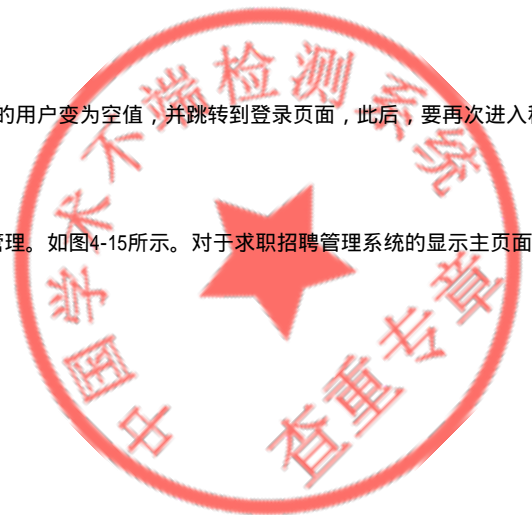 的用户变为空值，并跳转到登录页面，此后，要再次进入
管理。如图4-15所示。对于求职招聘管理系统的显示主页面
中国学术不端检测系统
查重专章